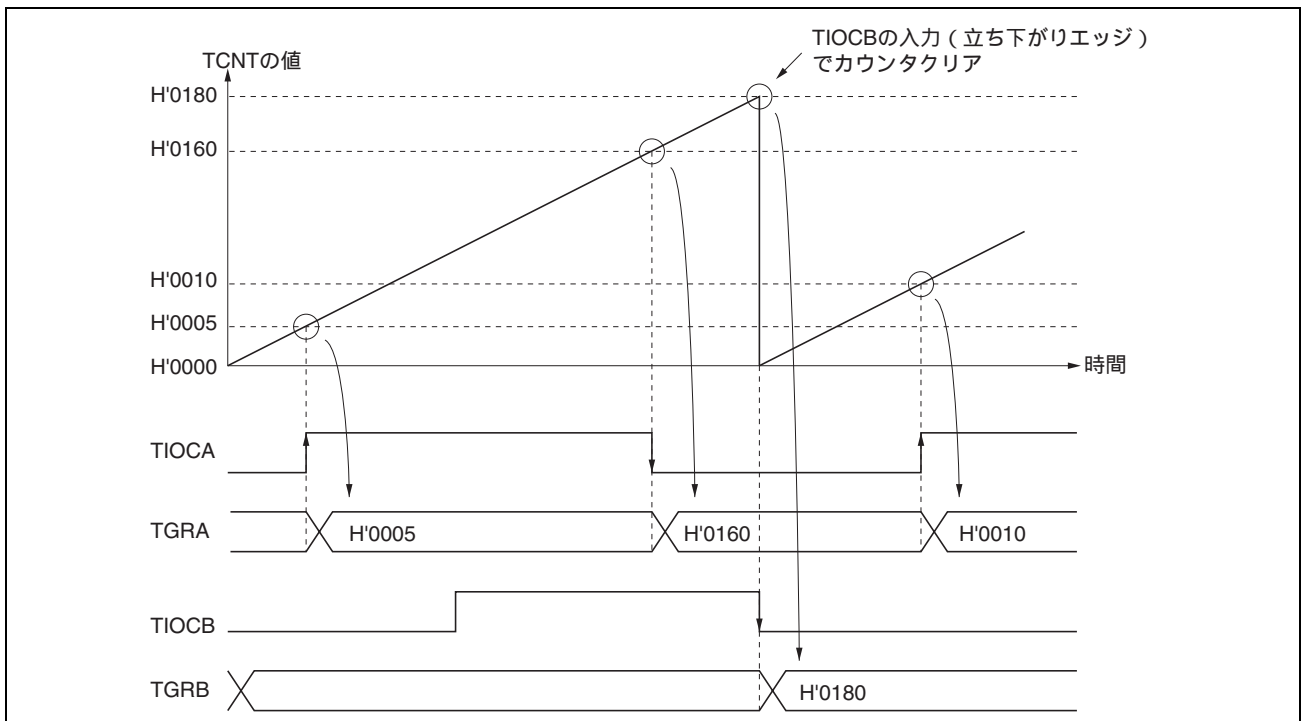 TIOCBの入力（立ち下がりエッジ）
でカウンタクリア
TCNTの値
H'0180
H'0160
H'0010
H'0005
H'0000
時間
TIOCA
TGRA
H'0005
H'0160
H'0010
TIOCB
TGRB
H'0180